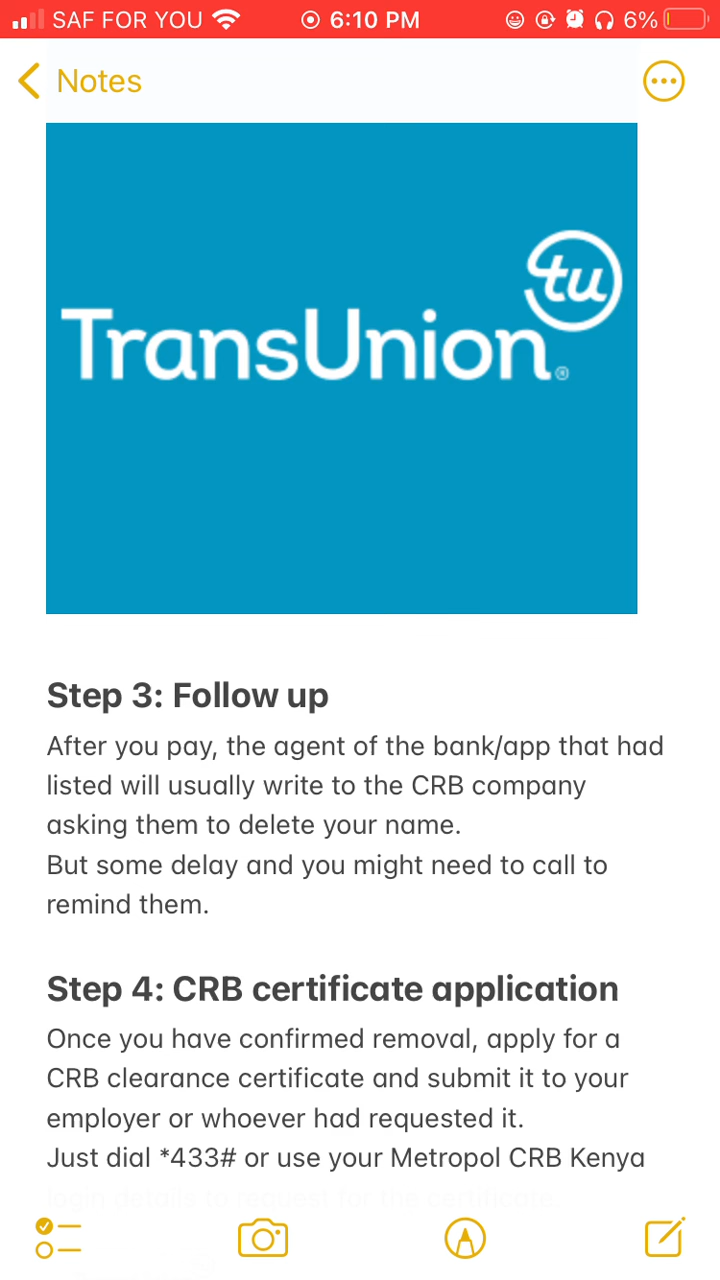 SAF FOR YOU 6:10 PM 6%
Notes
tu
TransUnion®
Step 3: Follow up
After you pay, the agent of the bank/app that had
listed will usually write to the CRB company
asking them to delete your name.
But some delay and you might need to call to
remind them.
Step 4: CRB certificate application
Once you have confirmed removal, apply for a
CRB clearance certificate and submit it to your
employer or whoever had requested it.
Just dial *433# or use your Metropol CRB Kenya
login details to request for the certificate.